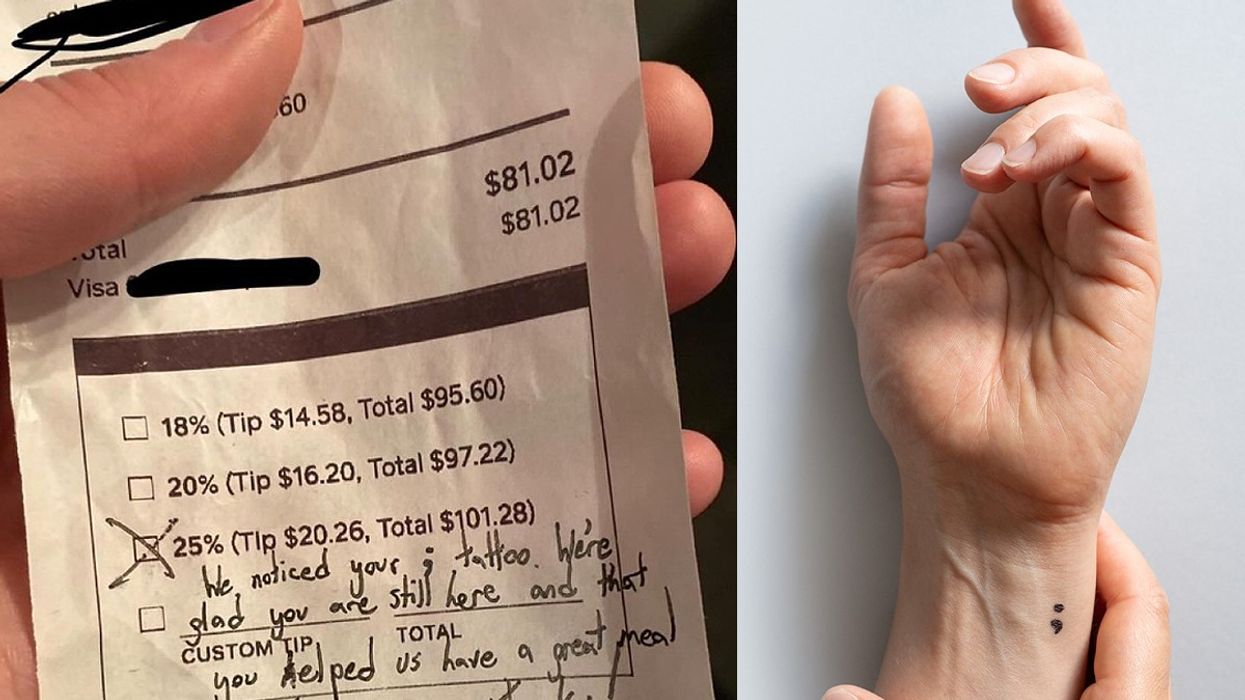 .60
$81.02
$81.02
Visa
18% (Tip $14.58, Total $95.60)
20% (Tip $16.20, Total $97.22)
25% (Tip $20.26, Total $101.28)
We noticed your ; tattoo. We're
glad you are still here and that
CUSTOM TIP TOTAL
you helped us have a great meal
;